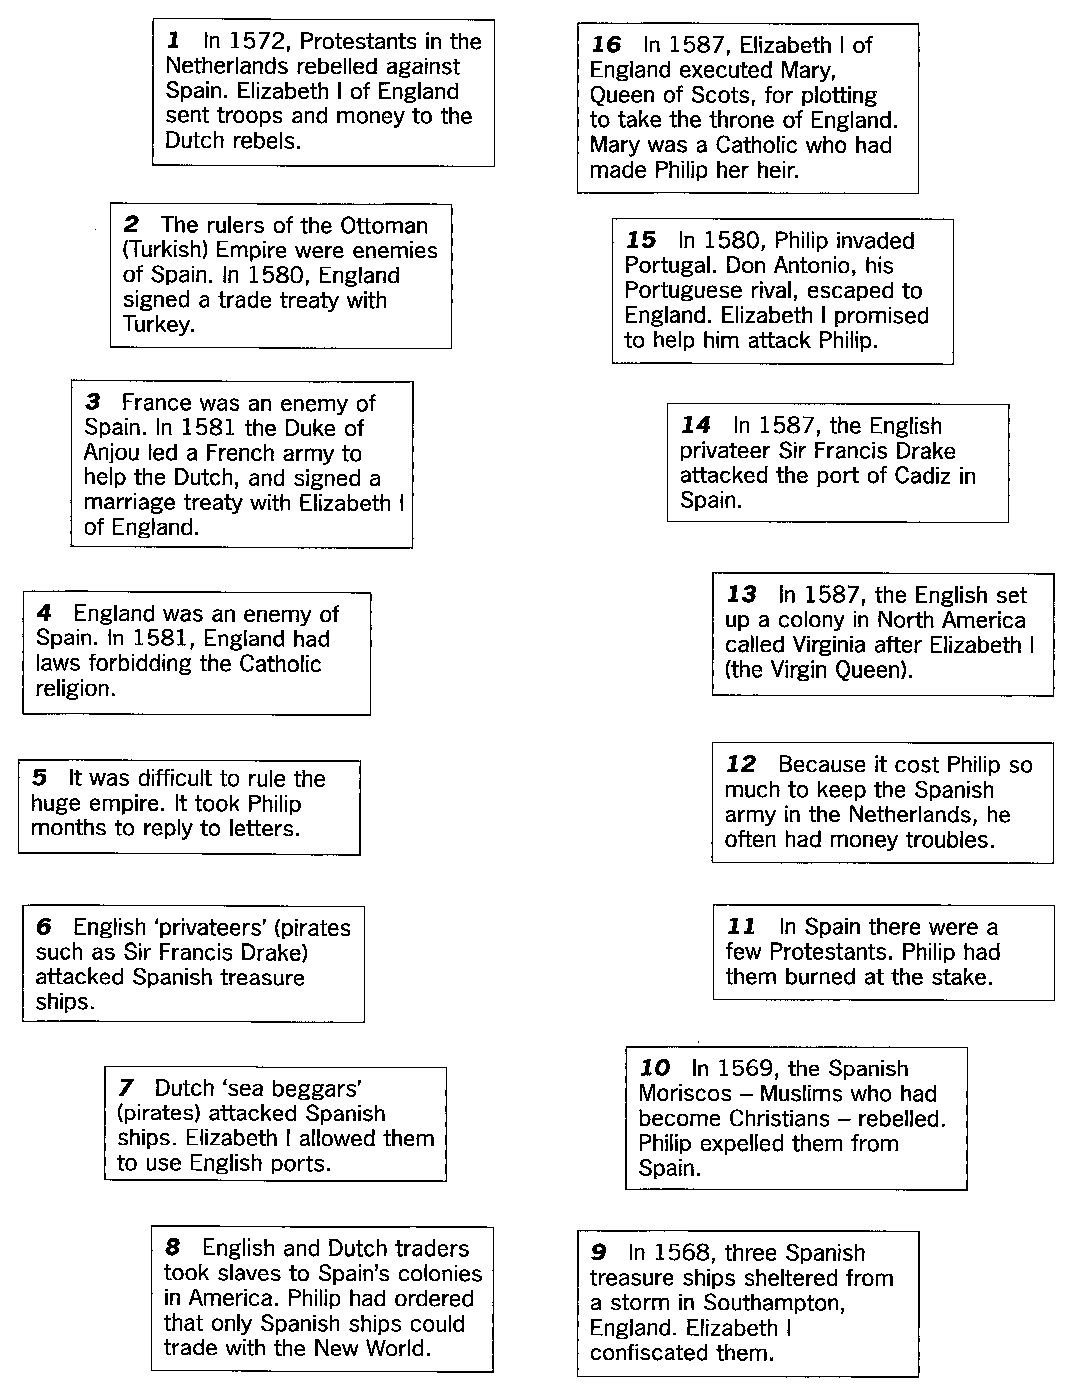 1 In 1572, Protestants in the
Netherlands rebelled against
Spain. Elizabeth I of England
sent troops and money to the
Dutch rebels.
2 The rulers of the Ottoman
(Turkish) Empire were enemies
of Spain. In 1580, England
signed a trade treaty with
Turkey.
3 France was an enemy of
Spain. In 1581 the Duke of
Anjou led a French army to
help the Dutch, and signed a
marriage treaty with Elizabeth I
of England.
4 England was an enemy of
Spain. In 1581, England had
laws forbidding the Catholic
religion.
5 It was difficult to rule the
huge empire. It took Philip
months to reply to letters.
6 English 'privateers' (pirates
such as Sir Francis Drake)
attacked Spanish treasure
ships.
7 Dutch 'sea beggars'
(pirates) attacked Spanish
ships. Elizabeth I allowed them
to use English ports.
8 English and Dutch traders
took slaves to Spain's colonies
in America. Philip had ordered
that only Spanish ships could
trade with the New World.
9 In 1568, three Spanish
treasure ships sheltered from
a storm in Southampton,
England. Elizabeth I
confiscated them.
10 In 1569, the Spanish
Moriscos – Muslims who had
become Christians – rebelled.
Philip expelled them from
Spain.
11 In Spain there were a
few Protestants. Philip had
them burned at the stake.
12 Because it cost Philip so
much to keep the Spanish
army in the Netherlands, he
often had money troubles.
13 In 1587, the English set
up a colony in North America
called Virginia after Elizabeth I
(the Virgin Queen).
14 In 1587, the English
privateer Sir Francis Drake
attacked the port of Cadiz in
Spain.
15 In 1580, Philip invaded
Portugal. Don Antonio, his
Portuguese rival, escaped to
England. Elizabeth I promised
to help him attack Philip.
16 In 1587, Elizabeth I of
England executed Mary,
Queen of Scots, for plotting
to take the throne of England.
Mary was a Catholic who had
made Philip her heir.